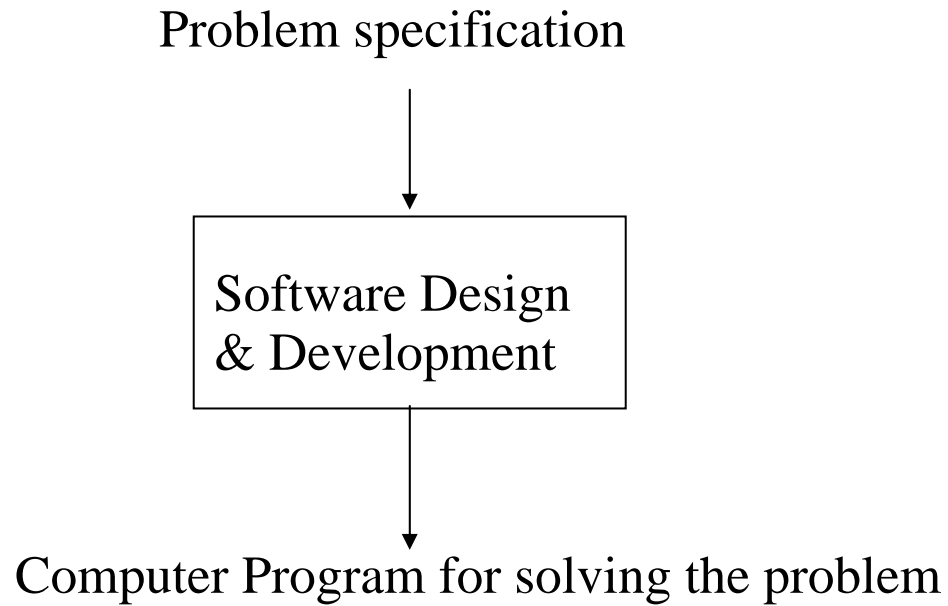 Problem specification
Software Design
& Development
Computer Program for solving the problem